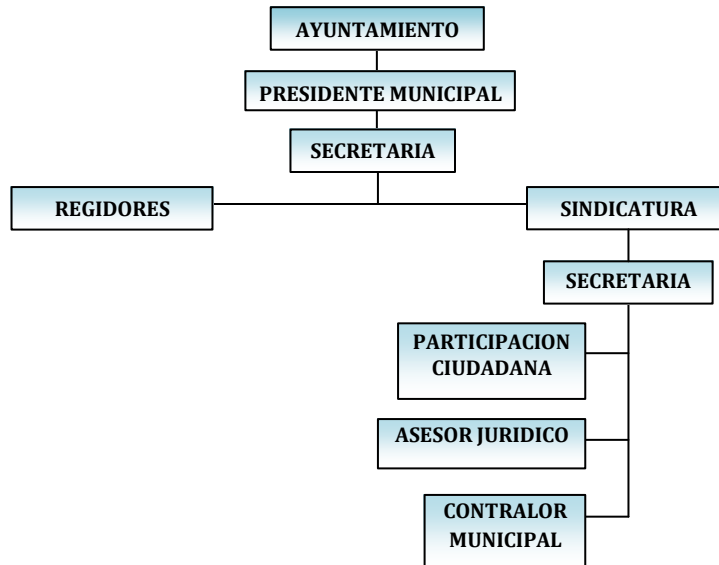 AYUNTAMIENTO
PRESIDENTE MUNICIPAL
SECRETARIA
REGIDORES
SINDICATURA
SECRETARIA
PARTICIPACION
CIUDADANA
ASESOR JURIDICO
CONTRALOR
MUNICIPAL